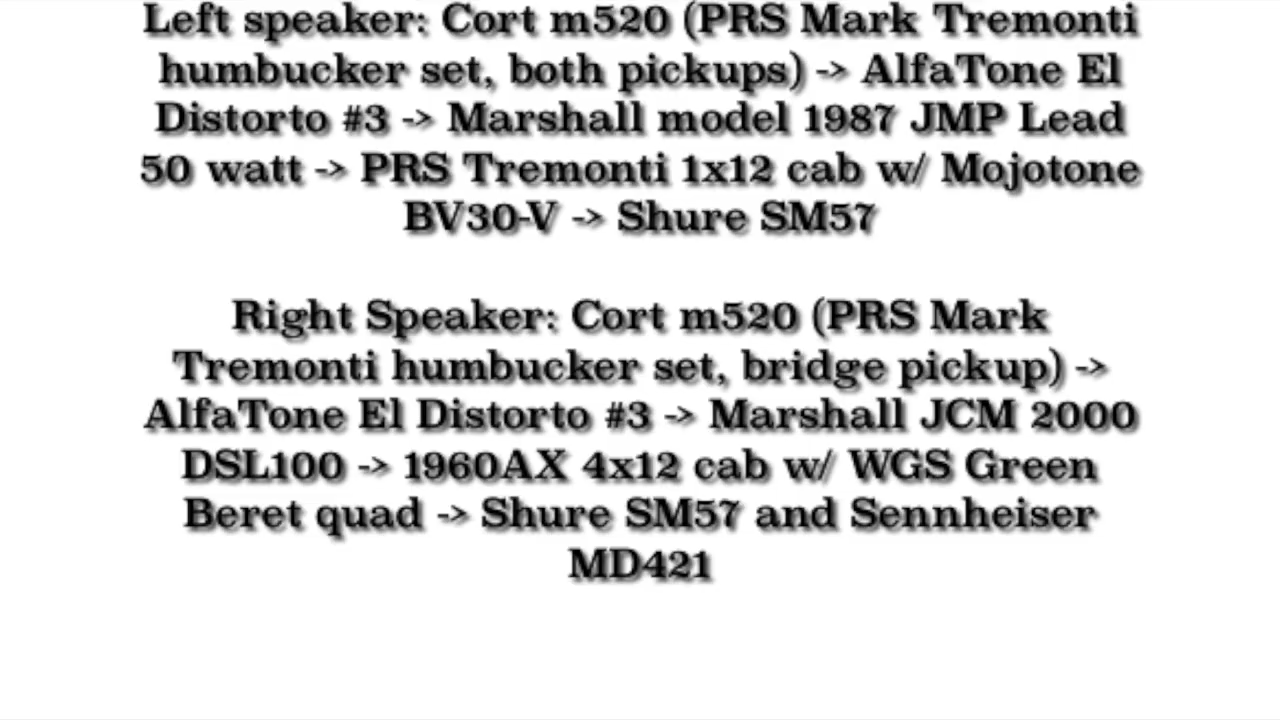 Left speaker: Cort m520 (PRS Mark Tremonti
humbucker set, both pickups) -> AlfaTone El
Distorto #3 -> Marshall model 1987 JMP Lead
50 watt -> PRS Tremonti 1x12 cab w/ Mojotone
BV30-V -> Shure SM57
Right Speaker: Cort m520 (PRS Mark
Tremonti humbucker set, bridge pickup) ->
AlfaTone El Distorto #3 -> Marshall JCM 2000
DSL100 -> 1960AX 4x12 cab w/ WGS Green
Beret quad -> Shure SM57 and Sennheiser
MD421